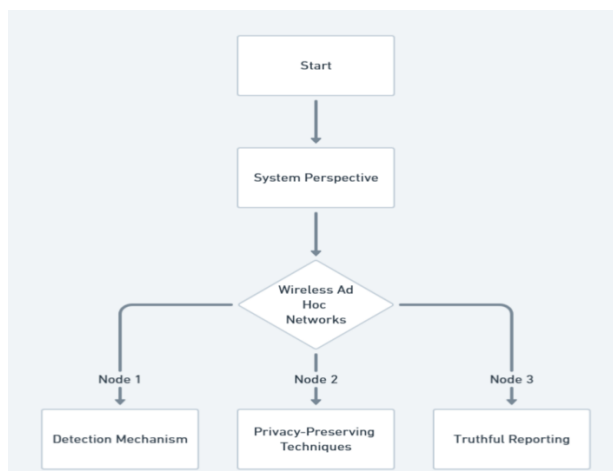 Start
System Perspective
Wireless Ad
Hoc
Networks
Node 1
Node 2
Node 3
Detection Mechanism
Privacy-Preserving
Techniques
Truthful Reporting